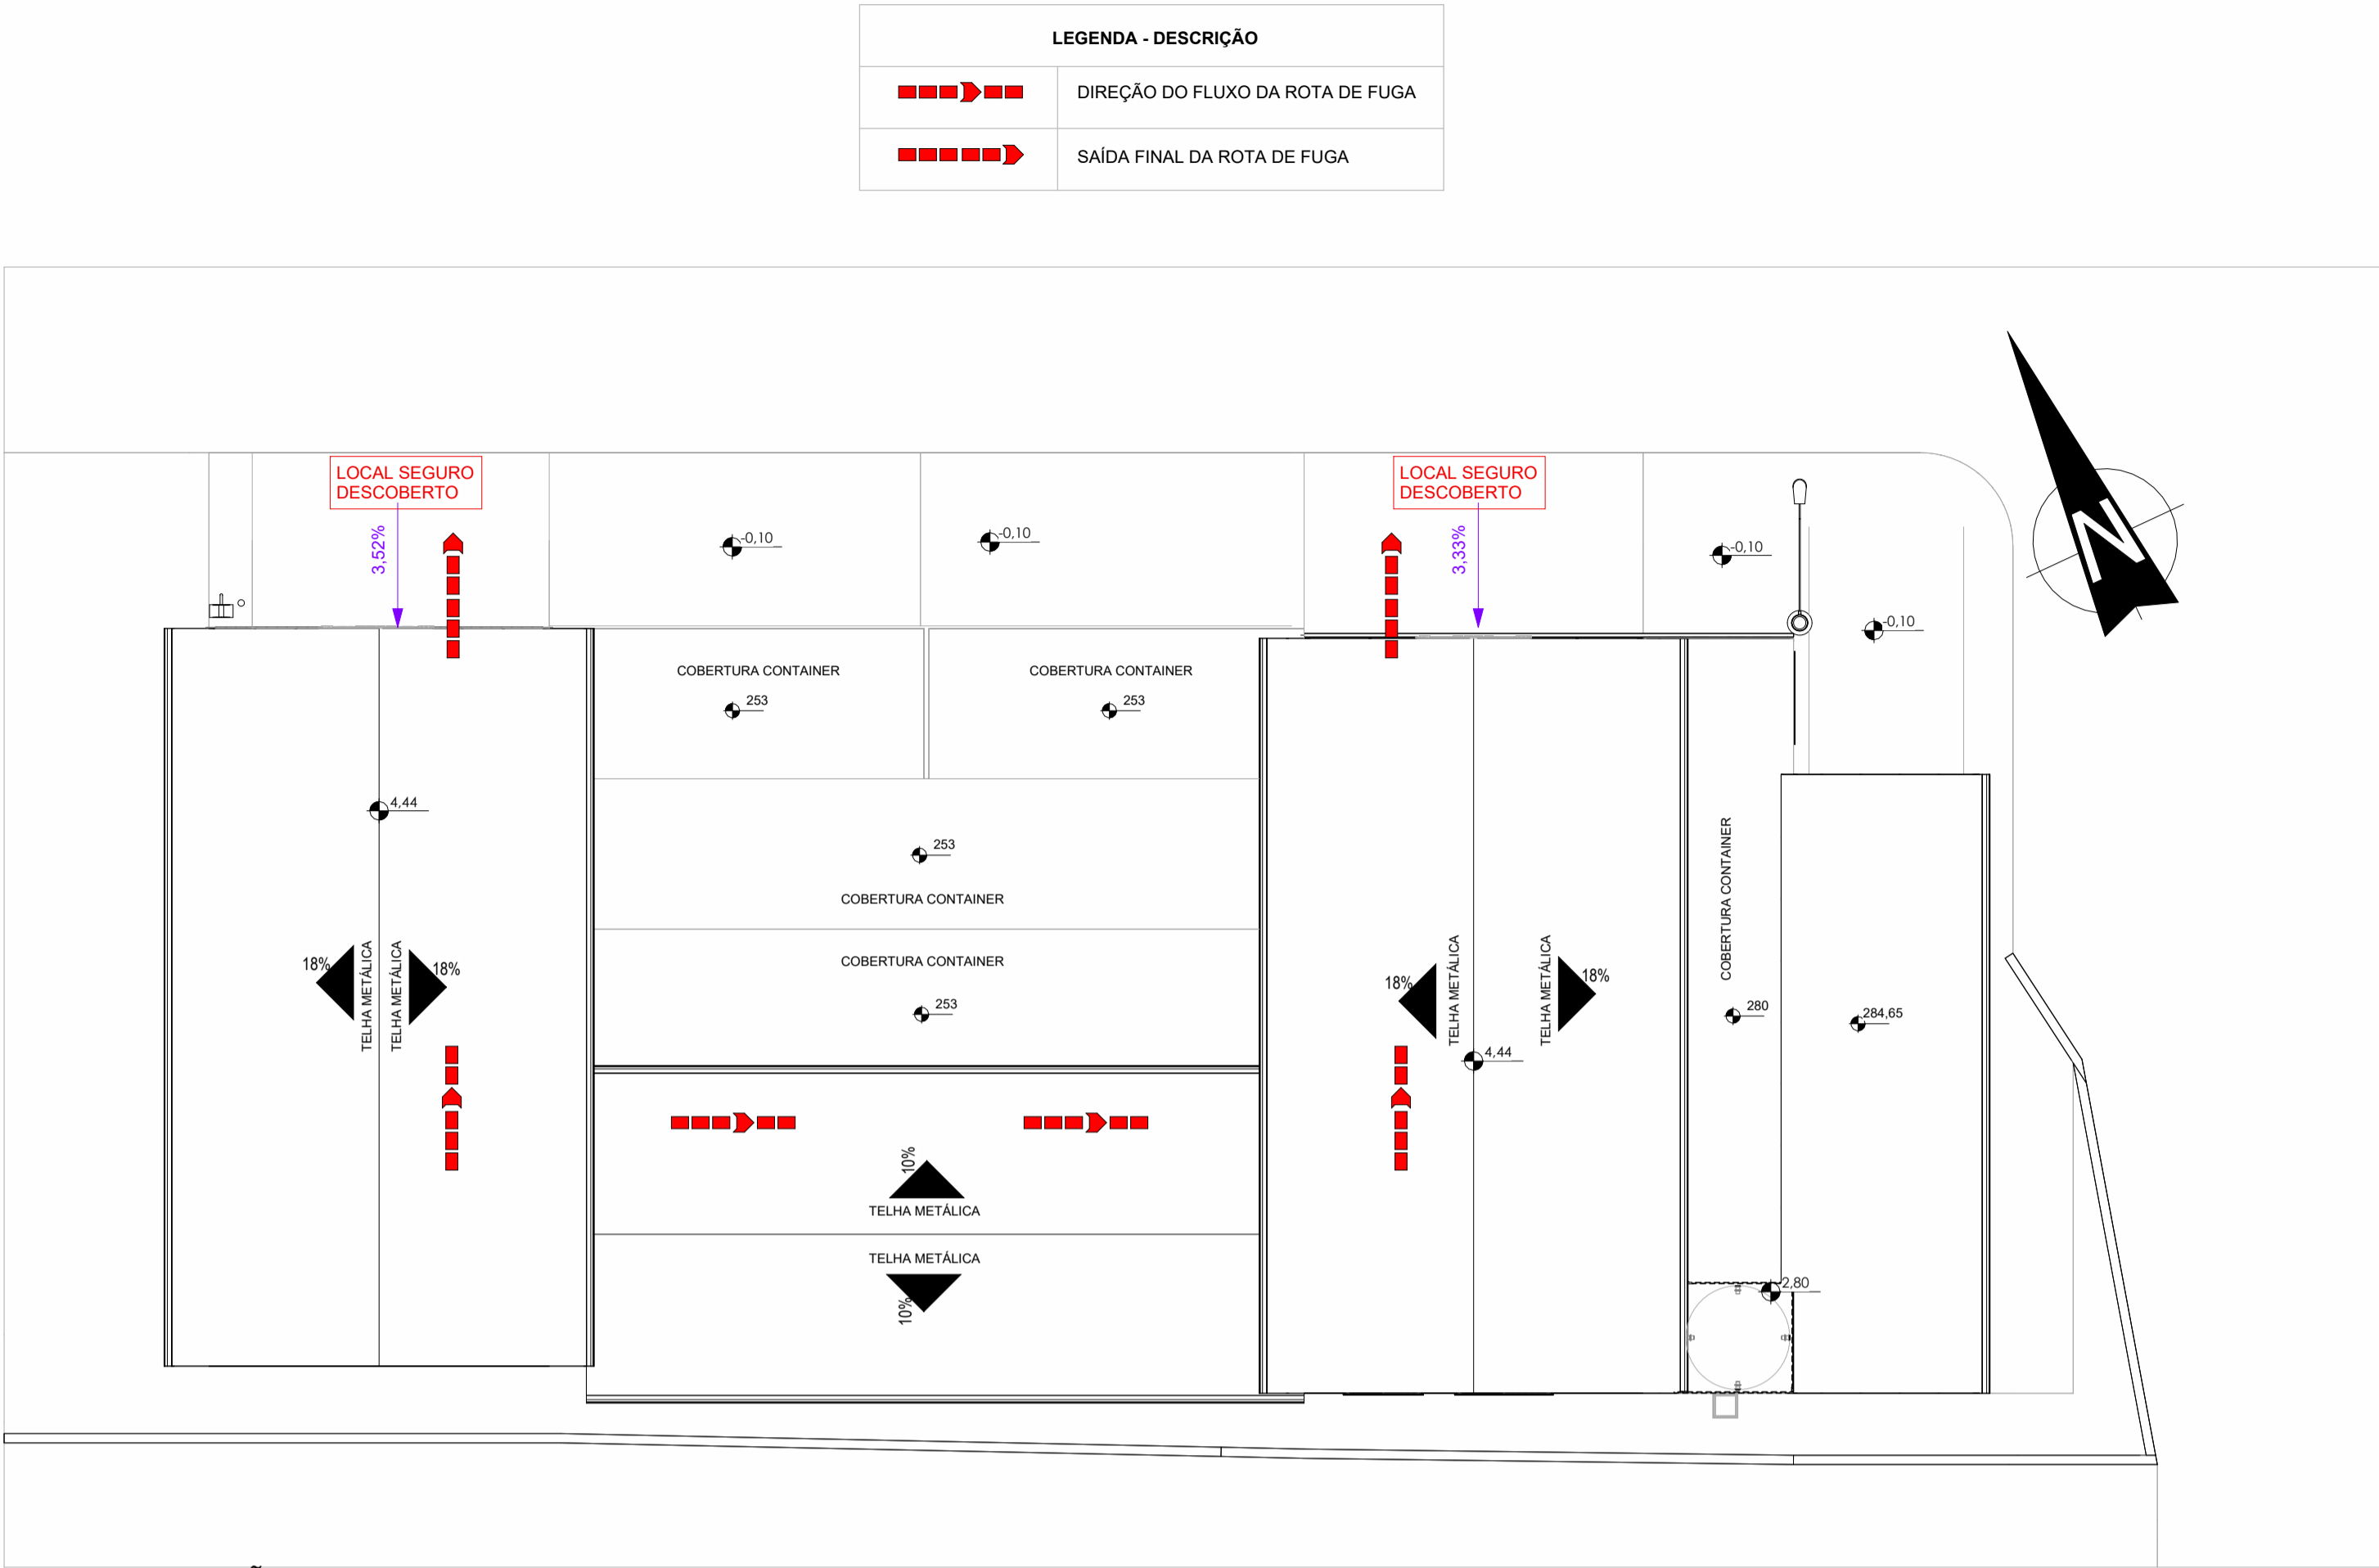 LEGENDA - DESCRIÇÃO
DIREÇÃO DO FLUXO DA ROTA DE FUGA
SAÍDA FINAL DA ROTA DE FUGA
LOCAL SEGURO
DESCOBERTO
LOCAL SEGURO
DESCOBERTO
3,52%
3,33%
-0,10
-0,10
-0,10
-0,10
N
COBERTURA CONTAINER
253
COBERTURA CONTAINER
253
4,44
253
COBERTURA CONTAINER
COBERTURA CONTAINER
253
18%
TELHA METÁLICA
TELHA METÁLICA
18%
18%
TELHA METÁLICA
TELHA METÁLICA
18%
4,44
COBERTURA CONTAINER
280
284,65
10%
TELHA METÁLICA
TELHA METÁLICA
10%
2,80